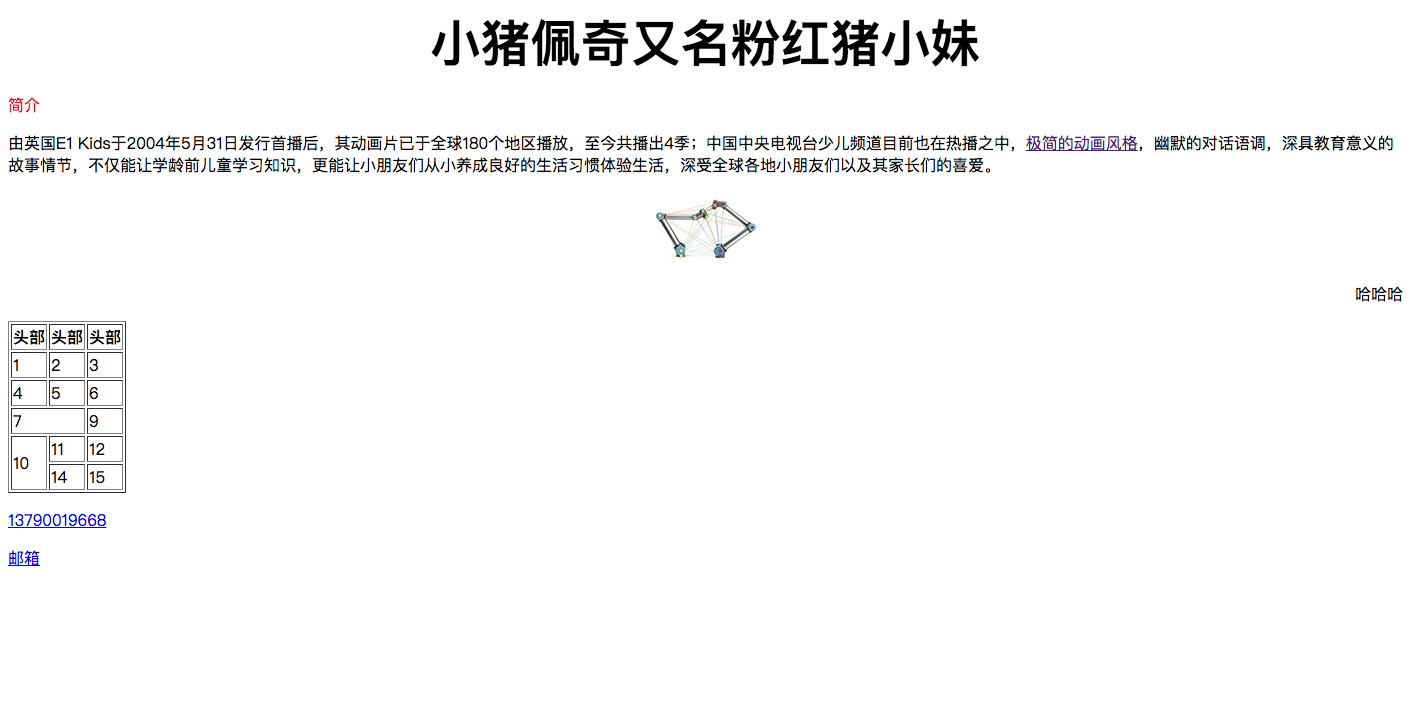 小猪佩奇又名粉红猪小妹
简介
由英国E1 Kids于2004年5月31日发行首播后，其动画片已于全球180个地区播放，至今共播出4季；中国中央电视台少儿频道目前也在热播之中，极简的动画风格，幽默的对话语调，深具教育意义的
故事情节，不仅能让学龄前儿童学习知识，更能让小朋友们从小养成良好的生活习惯体验生活，深受全球各地小朋友们以及其家长们的喜爱。
哈哈哈
头部 头部 头部
1 2 3
4 5 6
7 9
10 11 12
14 15
13790019668
邮箱